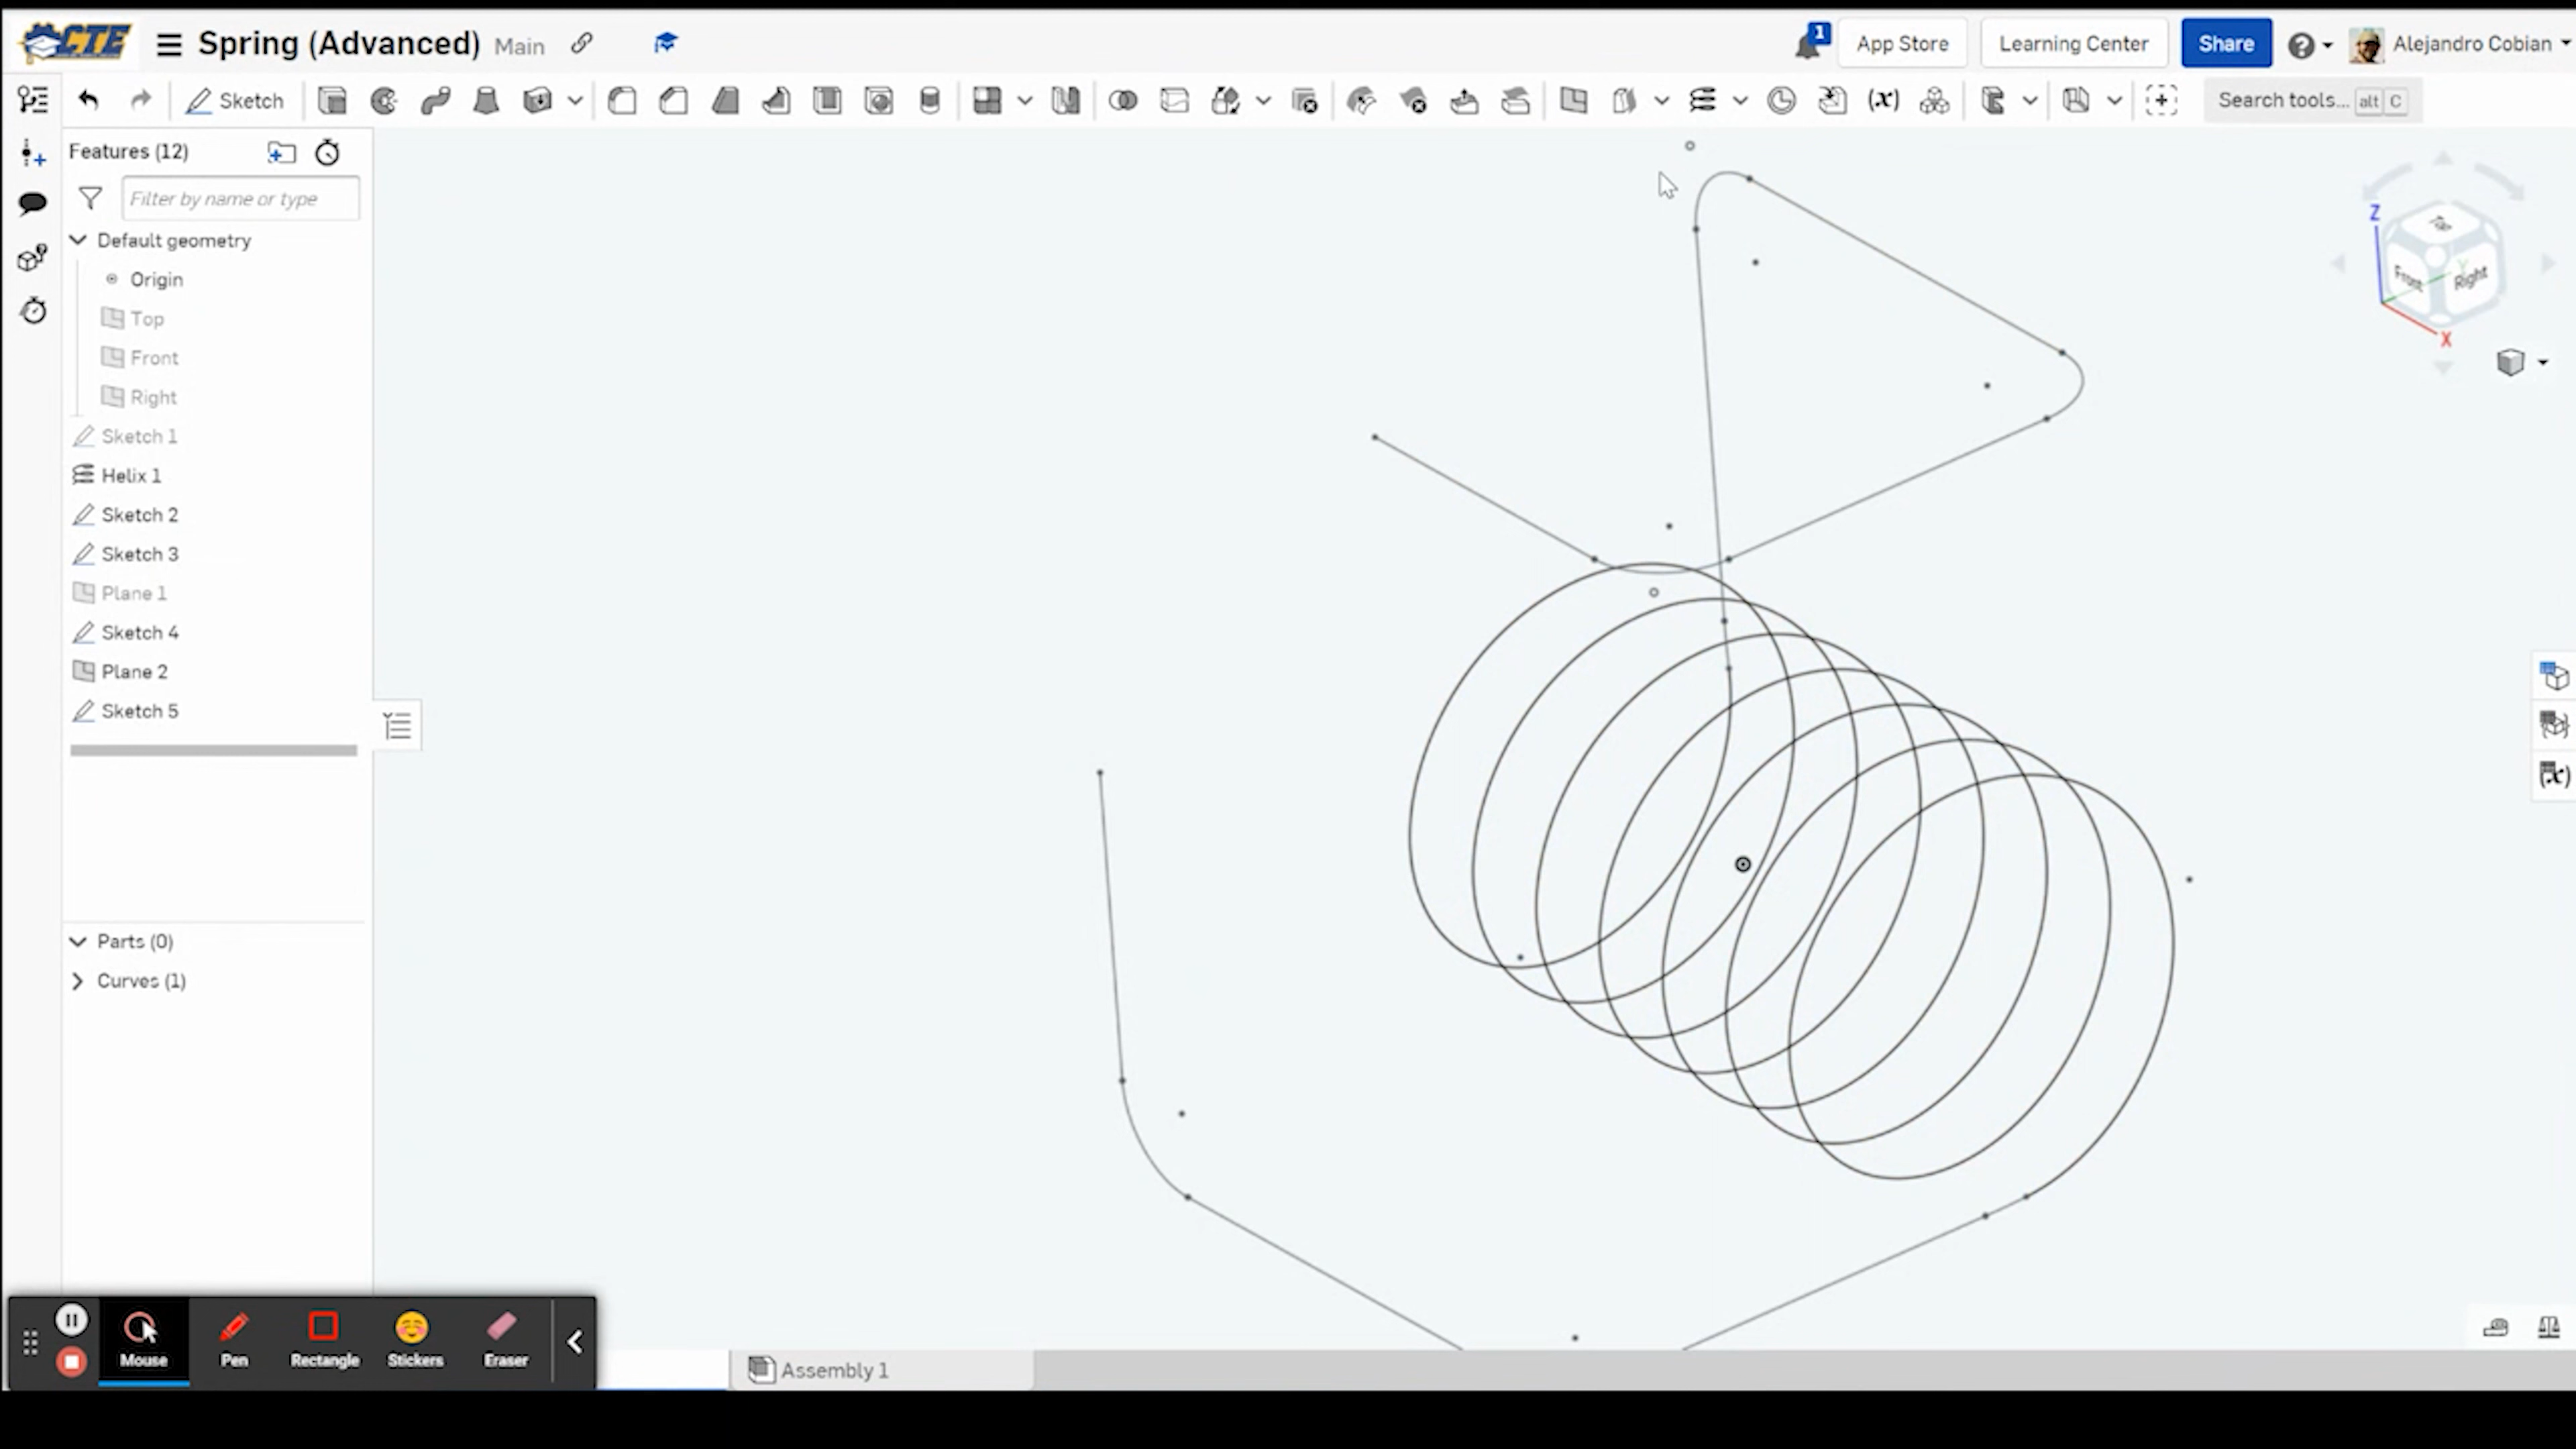 CTE
Spring (Advanced) Main
1
App Store
Learning Center
Share
Alejandro Cobian
Sketch
(x)
Search tools... alt C
Features (12)
Filter by name or type
Default geometry
Origin
Top
Front
Right
Sketch 1
Helix 1
Sketch 2
Sketch 3
Plane 1
Sketch 4
Plane 2
Sketch 5
Parts (0)
Curves (1)
Z
Top
Front
Y
Right
X
(x)
Mouse
Pen
Rectangle
Stickers
Eraser
Assembly 1